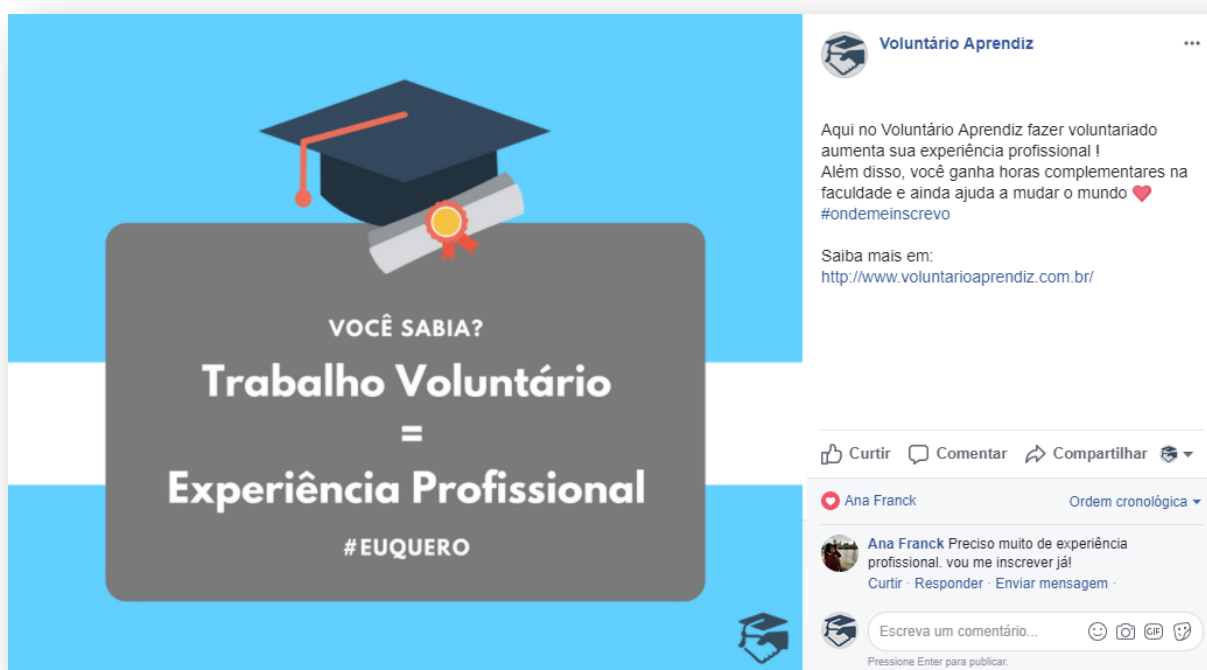 VOCÊ SABIA?
Trabalho Voluntário
=
Experiência Profissional
#EUQUERO
Voluntário Aprendiz
Aqui no Voluntário Aprendiz fazer voluntariado
aumenta sua experiência profissional !
Além disso, você ganha horas complementares na
faculdade e ainda ajuda a mudar o mundo ❤
#ondemeinscrevo
Saiba mais em:
http://www.voluntarioaprendiz.com.br/
Curtir Comentar Compartilhar
Ana Franck Ordem cronológica
Ana Franck Preciso muito de experiência
profissional. vou me inscrever já!
Curtir · Responder · Enviar mensagem ·
Escreva um comentário... GIF
Pressione Enter para publicar.